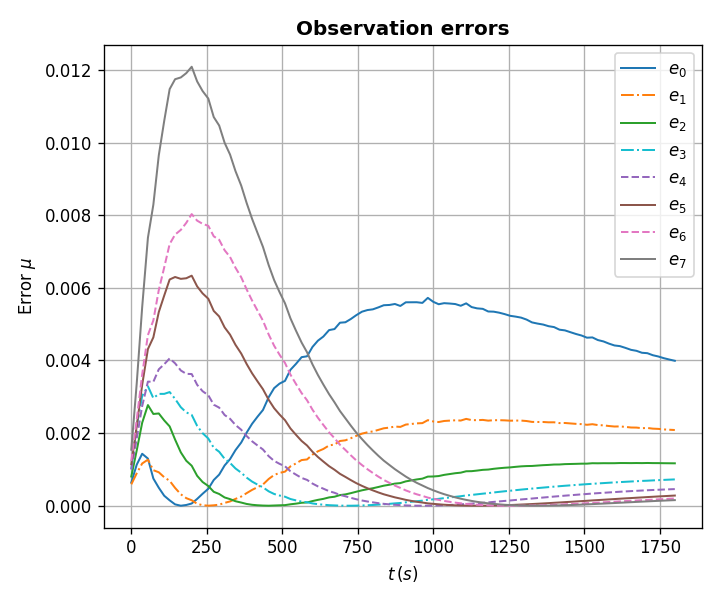 Observation errors
Error μ
0.012
0.010
0.008
0.006
0.004
0.002
0.000
0 250 500 750 1000 1250 1500 1750
t (s)
e₀
e₁
e₂
e₃
e₄
e₅
e₆
e₇